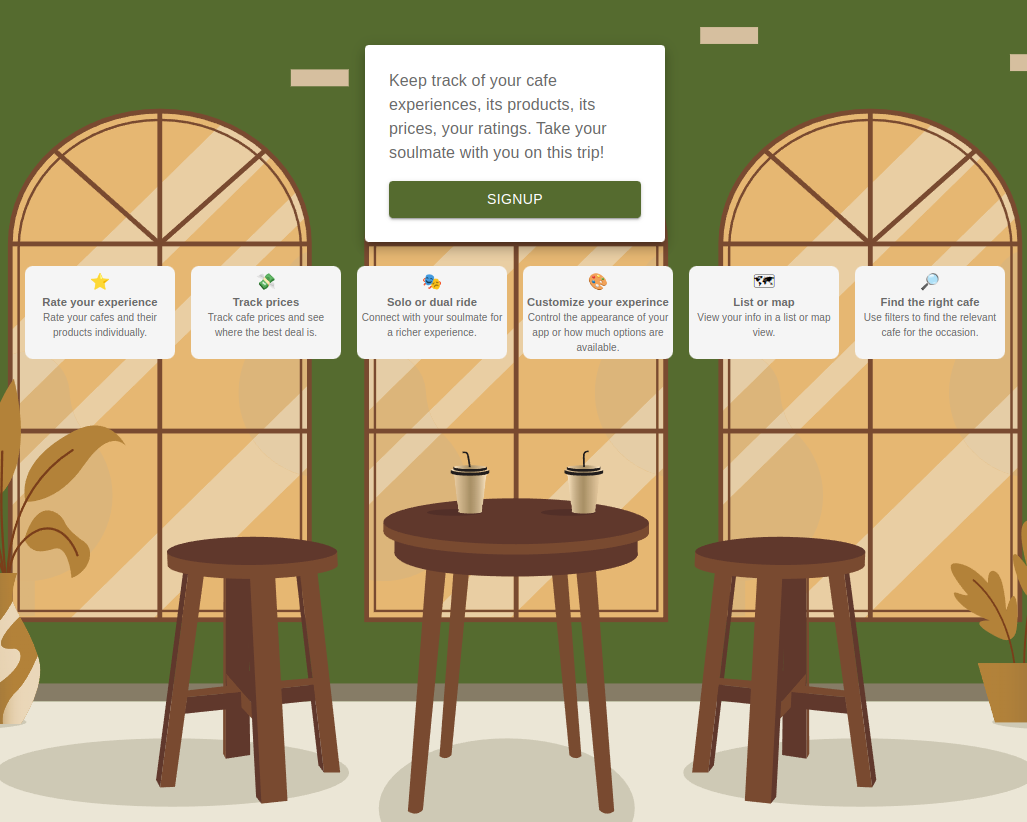 Keep track of your cafe
experiences, its products, its
prices, your ratings. Take your
soulmate with you on this trip!
SIGNUP
⭐
Rate your experience
Rate your cafes and their
products individually.
💸
Track prices
Track cafe prices and see
where the best deal is.
🎭
Solo or dual ride
Connect with your soulmate for
a richer experience.
🎨
Customize your experince
Control the appearance of your
app or how much options are
available.
🗺
List or map
View your info in a list or map
view.
🔎
Find the right cafe
Use filters to find the relevant
cafe for the occasion.